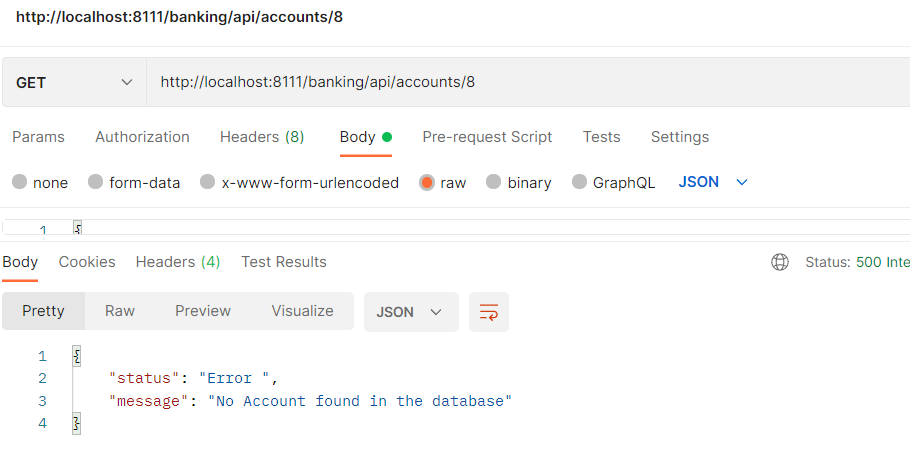 http://localhost:8111/banking/api/accounts/8
GET http://localhost:8111/banking/api/accounts/8
Params Authorization Headers (8) Body Pre-request Script Tests Settings
none form-data x-www-form-urlencoded raw binary GraphQL JSON
1 {
Body Cookies Headers (4) Test Results Status: 500 Inte
Pretty Raw Preview Visualize JSON
1 {
2 "status": "Error ",
3 "message": "No Account found in the database"
4 }